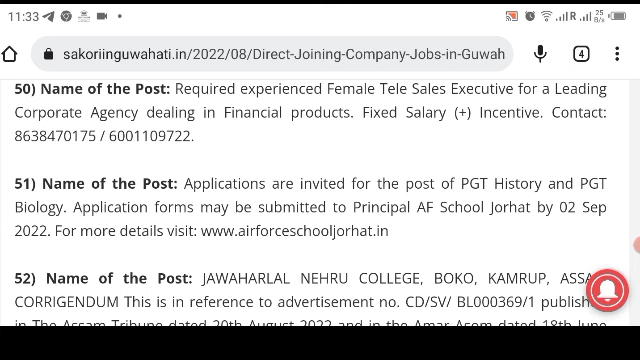 11:33
R
25
B/s
sakoriinguwahati.in/2022/08/Direct-Joining-Company-Jobs-in-Guwah
4
50) Name of the Post: Required experienced Female Tele Sales Executive for a Leading
Corporate Agency dealing in Financial products. Fixed Salary (+) Incentive. Contact:
8638470175 / 6001109722.
51) Name of the Post: Applications are invited for the post of PGT History and PGT
Biology. Application forms may be submitted to Principal AF School Jorhat by 02 Sep
2022. For more details visit: www.airforceschooljorhat.in
52) Name of the Post: JAWAHARLAL NEHRU COLLEGE, BOKO, KAMRUP, ASSA
CORRIGENDUM This is in reference to advertisement no. CD/SV/ BL000369/1 publish
in The Assam Tribune dated 20th August 2022 and in the Amar Asom dated 18th June